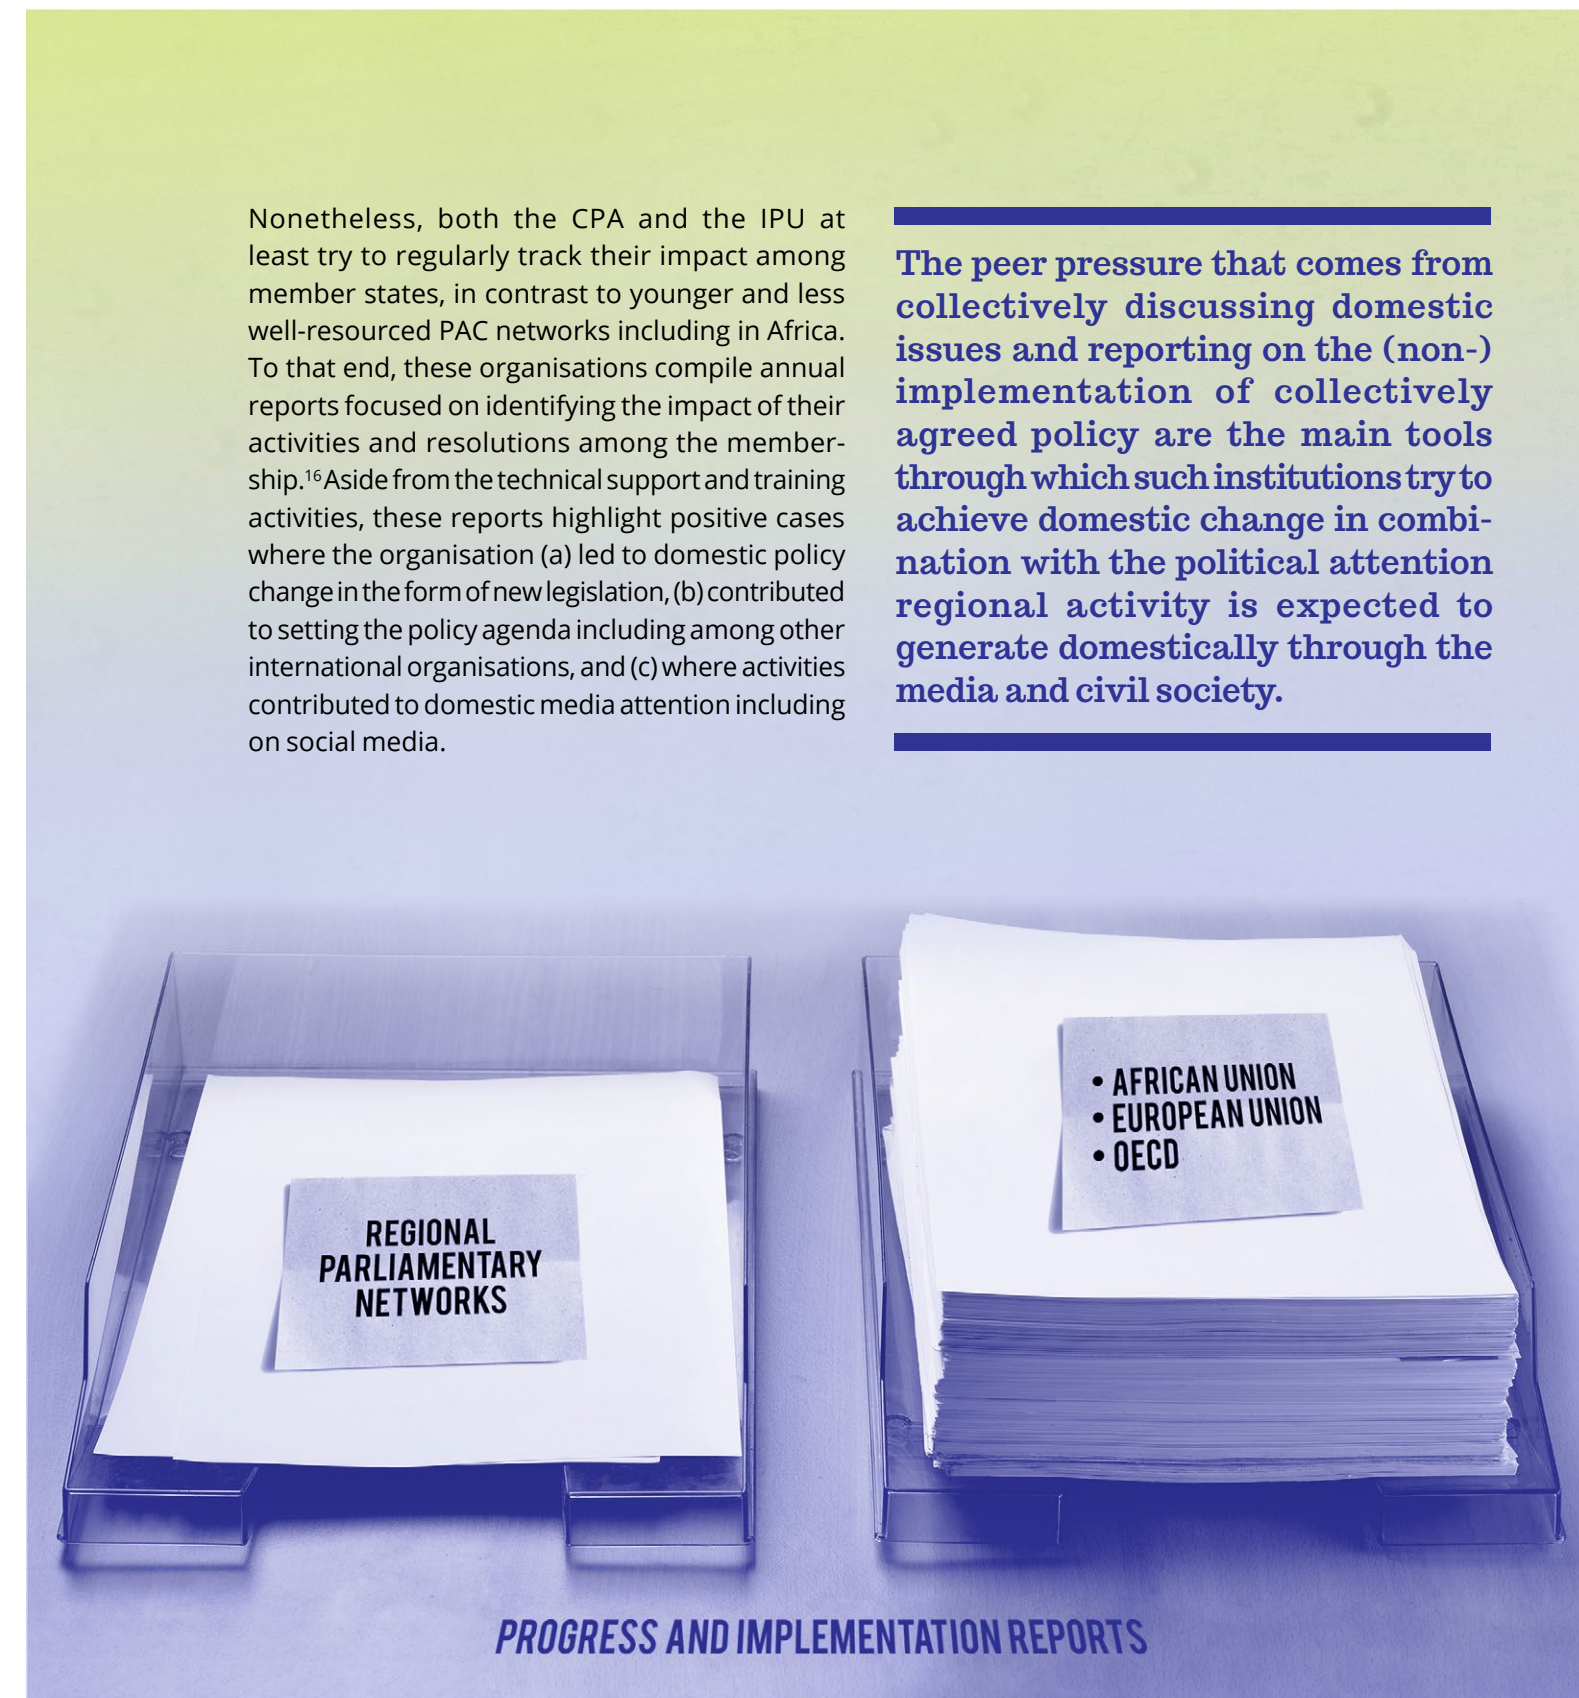 Nonetheless, both the CPA and the IPU at
least try to regularly track their impact among
member states, in contrast to younger and less
well-resourced PAC networks including in Africa.
To that end, these organisations compile annual
reports focused on identifying the impact of their
activities and resolutions among the member-
ship.¹⁶ Aside from the technical support and training
activities, these reports highlight positive cases
where the organisation (a) led to domestic policy
change in the form of new legislation, (b) contributed
to setting the policy agenda including among other
international organisations, and (c) where activities
contributed to domestic media attention including
on social media.
The peer pressure that comes from
collectively discussing domestic
issues and reporting on the (non-)
implementation of collectively
agreed policy are the main tools
through which such institutions try to
achieve domestic change in combi-
nation with the political attention
regional activity is expected to
generate domestically through the
media and civil society.
REGIONAL
PARLIAMENTARY
NETWORKS
• AFRICAN UNION
• EUROPEAN UNION
• OECD
PROGRESS AND IMPLEMENTATION REPORTS